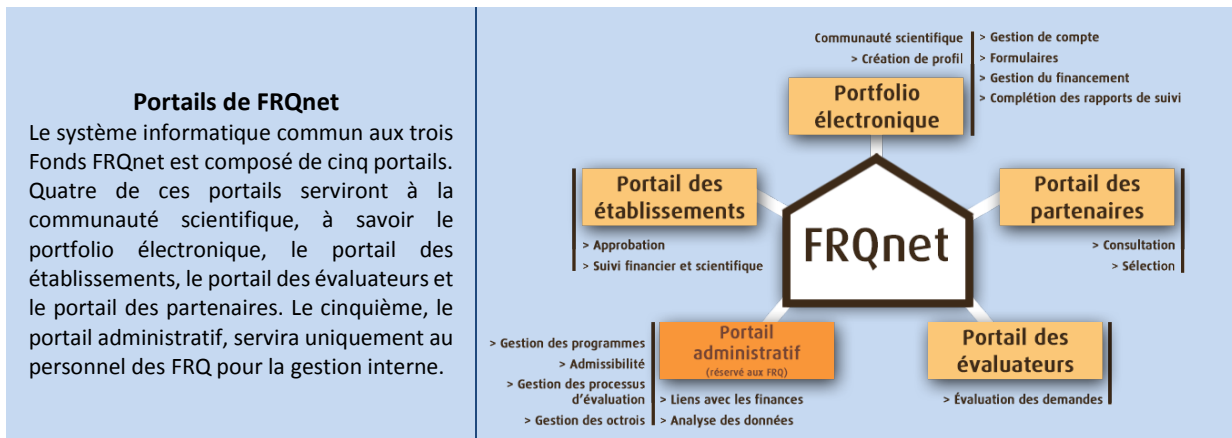 Portails de FRQnet
Le système informatique commun aux trois
Fonds FRQnet est composé de cinq portails.
Quatre de ces portails serviront à la
communauté scientifique, à savoir le
portfolio électronique, le portail des
établissements, le portail des évaluateurs et
le portail des partenaires. Le cinquième, le
portail administratif, servira uniquement au
personnel des FRQ pour la gestion interne.
Communauté scientifique
> Création de profil
> Gestion de compte
> Formulaires
> Gestion du financement
> Complétion des rapports de suivi
Portfolio
électronique
Portail des
établissements
> Approbation
> Suivi financier et scientifique
FRQnet
Portail des
partenaires
> Consultation
> Sélection
Portail
administratif
(réservé aux FRQ)
> Gestion des programmes
> Admissibilité
> Gestion des processus
d'évaluation
> Gestion des octrois
> Liens avec les finances
> Analyse des données
Portail des
évaluateurs
> Évaluation des demandes